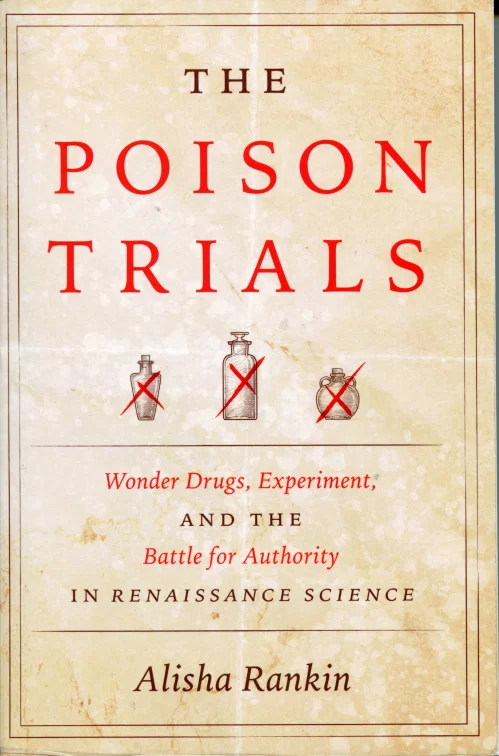 THE
POISON
TRIALS
Wonder Drugs, Experiment,
AND THE
Battle for Authority
IN RENAISSANCE SCIENCE
Alisha Rankin